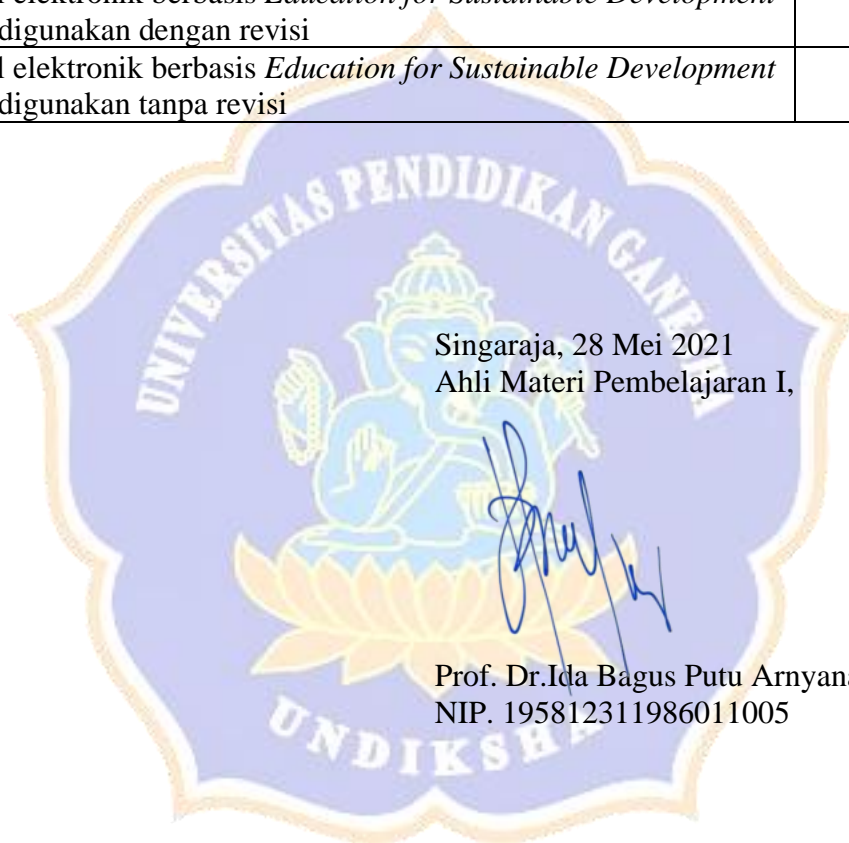 l elektronik berbasis Education for Sustainable Development
digunakan dengan revisi
l elektronik berbasis Education for Sustainable Development
digunakan tanpa revisi
UNIVERSITAS PENDIDIKAN GANESHA
Singaraja, 28 Mei 2021
Ahli Materi Pembelajaran I,
Prof. Dr.Ida Bagus Putu Arnyana
NIP. 195812311986011005
UNDIKSHA